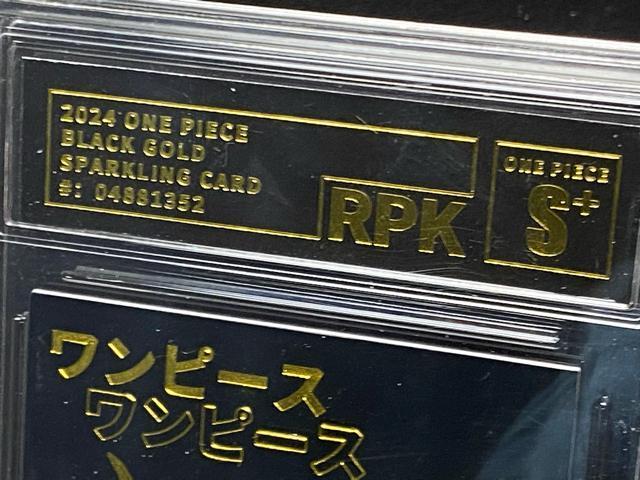 2024 ONE PIECE
BLACK GOLD
SPARKLING CARD
#: 04881352
RPK
ONE PIECE
S+
ワンピース
ワンピース